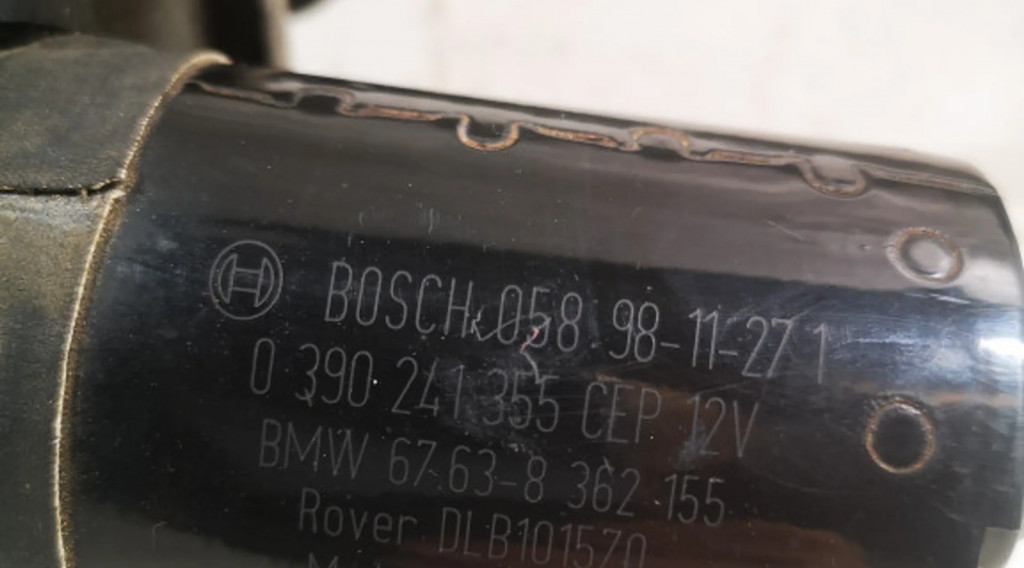 BOSCH 058 98-11-27 1
0 390 241 355 CEP 12V
BMW 67.63-8 362 155
Rover DLB101570